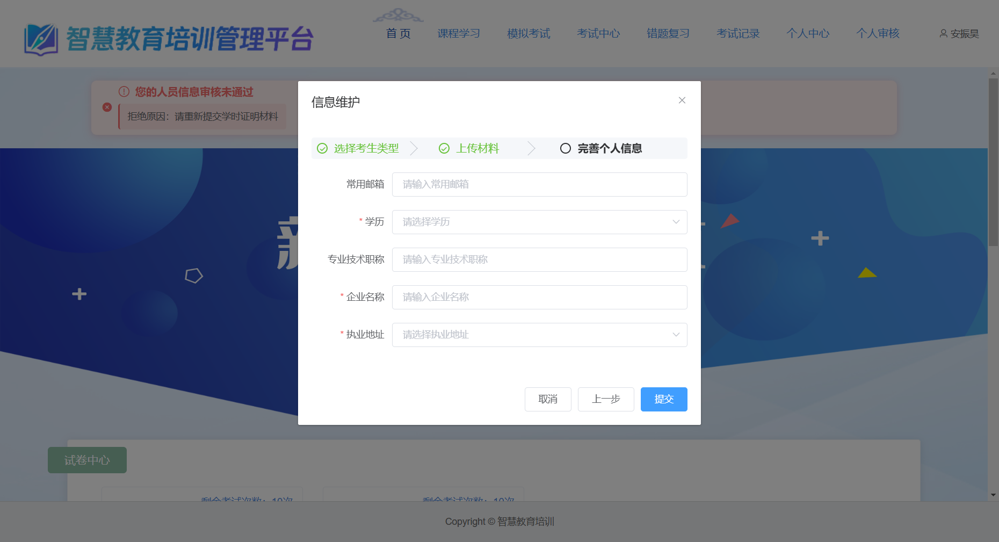 智慧教育培训管理平台
首 页
课程学习
模拟考试
考试中心
错题复习
考试记录
个人中心
个人审核
安振昊
您的人员信息审核未通过
拒绝原因：请重新提交学时证明材料
信息维护
选择考生类型
上传材料
完善个人信息
常用邮箱
请输入常用邮箱
* 学历
请选择学历
专业技术职称
请输入专业技术职称
* 企业名称
请输入企业名称
* 执业地址
请选择执业地址
取消
上一步
提交
试卷中心
剩余考试次数：10次
剩余考试次数：10次
Copyright © 智慧教育培训